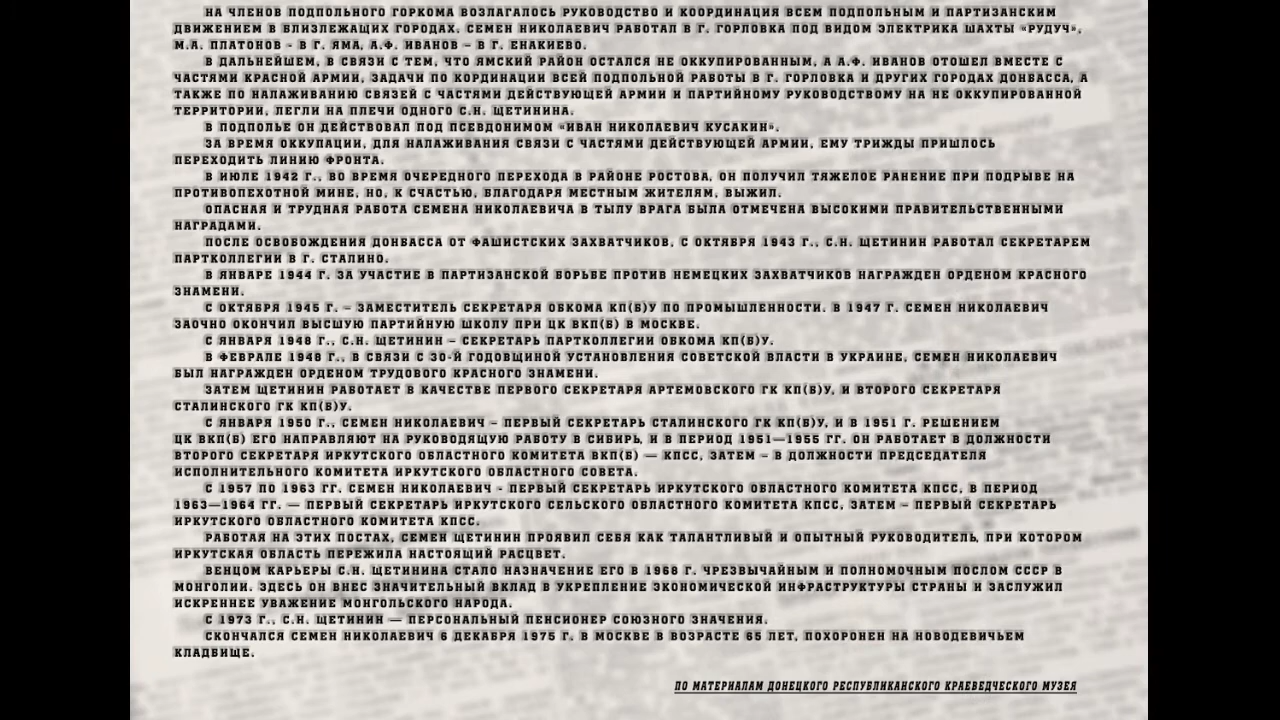 НА ЧЛЕНОВ ПОДПОЛЬНОГО ГОРКОМА ВОЗЛАГАЛОСЬ РУКОВОДСТВО И КООРДИНАЦИЯ ВСЕМ ПОДПОЛЬНЫМ И ПАРТИЗАНСКИМ
ДВИЖЕНИЕМ В БЛИЗЛЕЖАЩИХ ГОРОДАХ. СЕМЕН НИКОЛАЕВИЧ РАБОТАЛ В Г. ГОРЛОВКА ПОД ВИДОМ ЭЛЕКТРИКА ШАХТЫ «РУДУЧ»,
М.А. ПЛАТОНОВ - В Г. ЯМА, А.Ф. ИВАНОВ – В Г. ЕНАКИЕВО.
В ДАЛЬНЕЙШЕМ, В СВЯЗИ С ТЕМ, ЧТО ЯМСКИЙ РАЙОН ОСТАЛСЯ НЕ ОККУПИРОВАННЫМ, А А.Ф. ИВАНОВ ОТОШЕЛ ВМЕСТЕ С
ЧАСТЯМИ КРАСНОЙ АРМИИ, ЗАДАЧИ ПО КОРДИНАЦИИ ВСЕЙ ПОДПОЛЬНОЙ РАБОТЫ В Г. ГОРЛОВКА И ДРУГИХ ГОРОДАХ ДОНБАССА, А
ТАКЖЕ ПО НАЛАЖИВАНИЮ СВЯЗЕЙ С ЧАСТЯМИ ДЕЙСТВУЮЩЕЙ АРМИИ И ПАРТИЙНОМУ РУКОВОДСТВОМУ НА НЕ ОККУПИРОВАННОЙ
ТЕРРИТОРИИ, ЛЕГЛИ НА ПЛЕЧИ ОДНОГО С.Н. ЩЕТИНИНА.
В ПОДПОЛЬЕ ОН ДЕЙСТВОВАЛ ПОД ПСЕВДОНИМОМ «ИВАН НИКОЛАЕВИЧ КУСАКИН».
ЗА ВРЕМЯ ОККУПАЦИИ, ДЛЯ НАЛАЖИВАНИЯ СВЯЗИ С ЧАСТЯМИ ДЕЙСТВУЮЩЕЙ АРМИИ, ЕМУ ТРИЖДЫ ПРИШЛОСЬ
ПЕРЕХОДИТЬ ЛИНИЮ ФРОНТА.
В ИЮЛЕ 1942 Г., ВО ВРЕМЯ ОЧЕРЕДНОГО ПЕРЕХОДА В РАЙОНЕ РОСТОВА, ОН ПОЛУЧИЛ ТЯЖЕЛОЕ РАНЕНИЕ ПРИ ПОДРЫВЕ НА
ПРОТИВОПЕХОТНОЙ МИНЕ, НО, К СЧАСТЬЮ, БЛАГОДАРЯ МЕСТНЫМ ЖИТЕЛЯМ, ВЫЖИЛ.
ОПАСНАЯ И ТРУДНАЯ РАБОТА СЕМЕНА НИКОЛАЕВИЧА В ТЫЛУ ВРАГА БЫЛА ОТМЕЧЕНА ВЫСОКИМИ ПРАВИТЕЛЬСТВЕННЫМИ
НАГРАДАМИ.
ПОСЛЕ ОСВОБОЖДЕНИЯ ДОНБАССА ОТ ФАШИСТСКИХ ЗАХВАТЧИКОВ, С ОКТЯБРЯ 1943 Г., С.Н. ЩЕТИНИН РАБОТАЛ СЕКРЕТАРЕМ
ПАРТКОЛЛЕГИИ В Г. СТАЛИНО.
В ЯНВАРЕ 1944 Г. ЗА УЧАСТИЕ В ПАРТИЗАНСКОЙ БОРЬБЕ ПРОТИВ НЕМЕЦКИХ ЗАХВАТЧИКОВ НАГРАЖДЕН ОРДЕНОМ КРАСНОГО
ЗНАМЕНИ.
С ОКТЯБРЯ 1945 Г. – ЗАМЕСТИТЕЛЬ СЕКРЕТАРЯ ОБКОМА КП(Б)У ПО ПРОМЫШЛЕННОСТИ. В 1947 Г. СЕМЕН НИКОЛАЕВИЧ
ЗАОЧНО ОКОНЧИЛ ВЫСШУЮ ПАРТИЙНУЮ ШКОЛУ ПРИ ЦК ВКП(Б) В МОСКВЕ.
С ЯНВАРЯ 1948 Г., С.Н. ЩЕТИНИН – СЕКРЕТАРЬ ПАРТКОЛЛЕГИИ ОБКОМА КП(Б)У.
В ФЕВРАЛЕ 1948 Г., В СВЯЗИ С 30-Й ГОДОВЩИНОЙ УСТАНОВЛЕНИЯ СОВЕТСКОЙ ВЛАСТИ В УКРАИНЕ, СЕМЕН НИКОЛАЕВИЧ
БЫЛ НАГРАЖДЕН ОРДЕНОМ ТРУДОВОГО КРАСНОГО ЗНАМЕНИ.
ЗАТЕМ ЩЕТИНИН РАБОТАЕТ В КАЧЕСТВЕ ПЕРВОГО СЕКРЕТАРЯ АРТЕМОВСКОГО ГК КП(Б)У, И ВТОРОГО СЕКРЕТАРЯ
СТАЛИНСКОГО ГК КП(Б)У.
С ЯНВАРЯ 1950 Г., СЕМЕН НИКОЛАЕВИЧ – ПЕРВЫЙ СЕКРЕТАРЬ СТАЛИНСКОГО ГК КП(Б)У, И В 1951 Г. РЕШЕНИЕМ
ЦК ВКП(Б) ЕГО НАПРАВЛЯЮТ НА РУКОВОДЯЩУЮ РАБОТУ В СИБИРЬ, И В ПЕРИОД 1951—1955 ГГ. ОН РАБОТАЕТ В ДОЛЖНОСТИ
ВТОРОГО СЕКРЕТАРЯ ИРКУТСКОГО ОБЛАСТНОГО КОМИТЕТА ВКП(Б) — КПСС, ЗАТЕМ – В ДОЛЖНОСТИ ПРЕДСЕДАТЕЛЯ
ИСПОЛНИТЕЛЬНОГО КОМИТЕТА ИРКУТСКОГО ОБЛАСТНОГО СОВЕТА.
С 1957 ПО 1963 ГГ. СЕМЕН НИКОЛАЕВИЧ - ПЕРВЫЙ СЕКРЕТАРЬ ИРКУТСКОГО ОБЛАСТНОГО КОМИТЕТА КПСС, В ПЕРИОД
1963—1964 ГГ. — ПЕРВЫЙ СЕКРЕТАРЬ ИРКУТСКОГО СЕЛЬСКОГО ОБЛАСТНОГО КОМИТЕТА КПСС, ЗАТЕМ – ПЕРВЫЙ СЕКРЕТАРЬ
ИРКУТСКОГО ОБЛАСТНОГО КОМИТЕТА КПСС.
РАБОТАЯ НА ЭТИХ ПОСТАХ, СЕМЕН ЩЕТИНИН ПРОЯВИЛ СЕБЯ КАК ТАЛАНТЛИВЫЙ И ОПЫТНЫЙ РУКОВОДИТЕЛЬ, ПРИ КОТОРОМ
ИРКУТСКАЯ ОБЛАСТЬ ПЕРЕЖИЛА НАСТОЯЩИЙ РАСЦВЕТ.
ВЕНЦОМ КАРЬЕРЫ С.Н. ЩЕТИНИНА СТАЛО НАЗНАЧЕНИЕ ЕГО В 1968 Г. ЧРЕЗВЫЧАЙНЫМ И ПОЛНОМОЧНЫМ ПОСЛОМ СССР В
МОНГОЛИИ. ЗДЕСЬ ОН ВНЕС ЗНАЧИТЕЛЬНЫЙ ВКЛАД В УКРЕПЛЕНИЕ ЭКОНОМИЧЕСКОЙ ИНФРАСТРУКТУРЫ СТРАНЫ И ЗАСЛУЖИЛ
ИСКРЕННЕЕ УВАЖЕНИЕ МОНГОЛЬСКОГО НАРОДА.
С 1973 Г., С.Н. ЩЕТИНИН — ПЕРСОНАЛЬНЫЙ ПЕНСИОНЕР СОЮЗНОГО ЗНАЧЕНИЯ.
СКОНЧАЛСЯ СЕМЕН НИКОЛАЕВИЧ 6 ДЕКАБРЯ 1975 Г. В МОСКВЕ В ВОЗРАСТЕ 65 ЛЕТ, ПОХОРОНЕН НА НОВОДЕВИЧЬЕМ
КЛАДБИЩЕ.
ПО МАТЕРИАЛАМ ДОНЕЦКОГО РЕСПУБЛИКАНСКОГО КРАЕВЕДЧЕСКОГО МУЗЕЯ